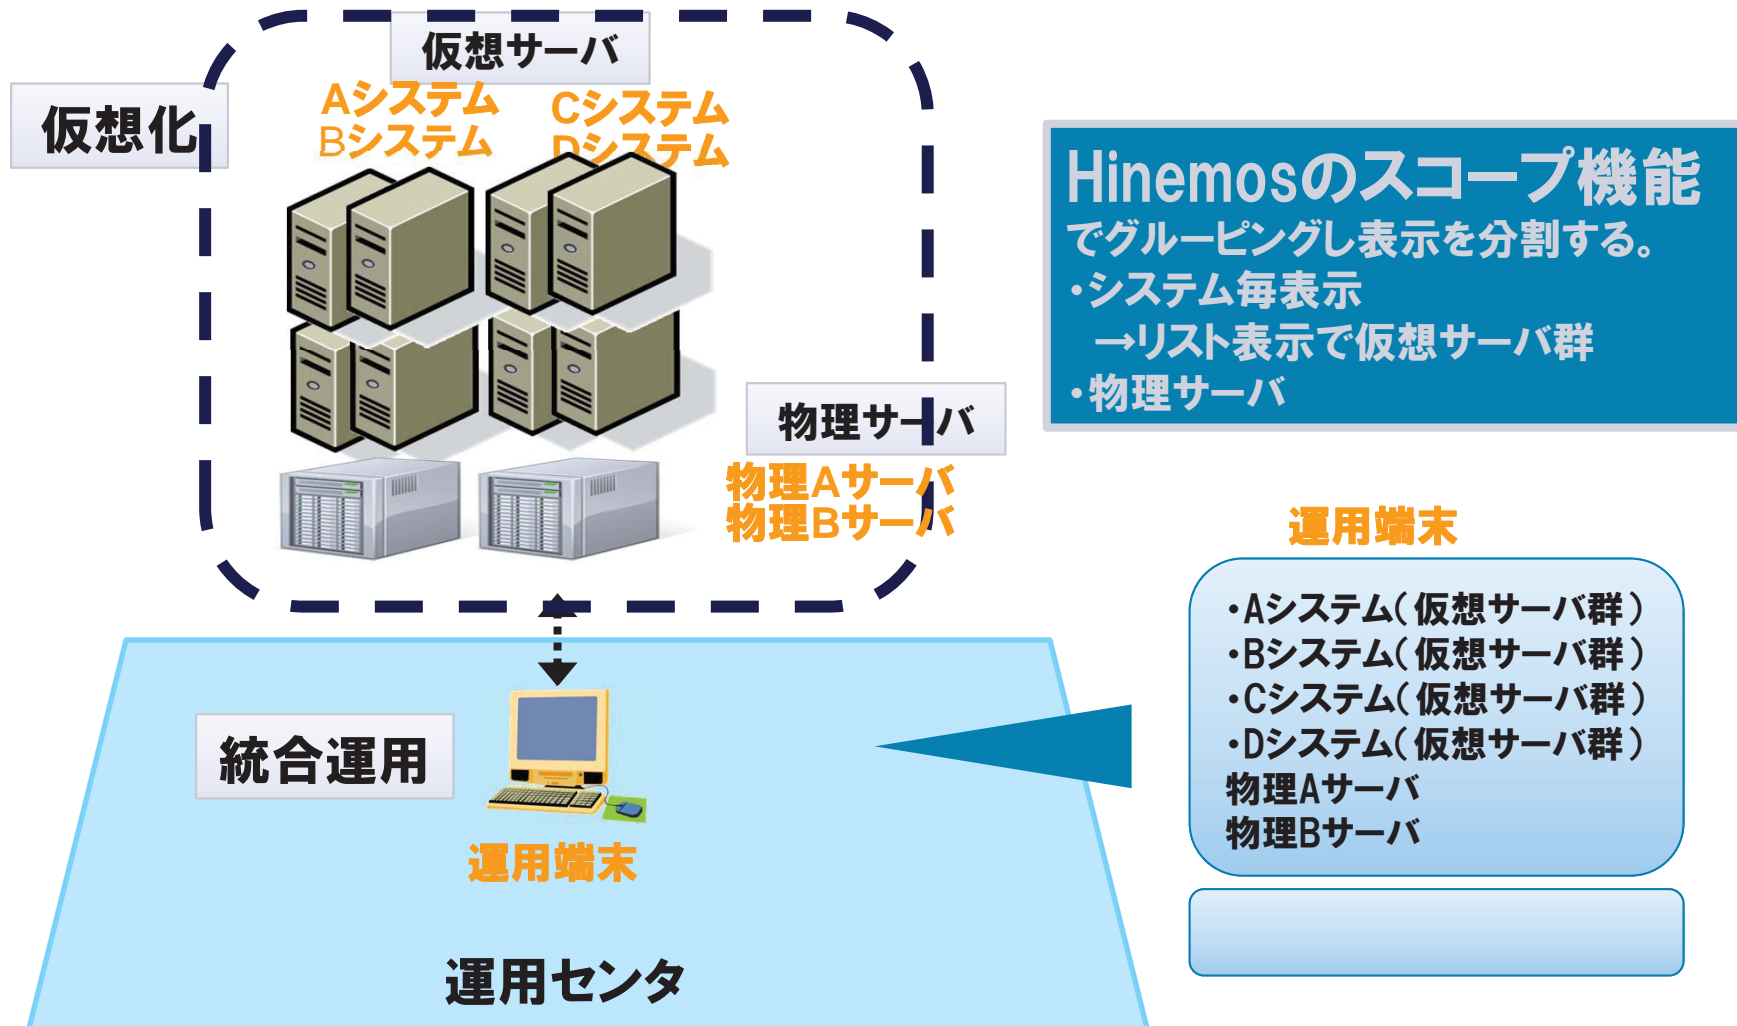 仮想サーバ
仮想化
Aシステム
Bシステム
Cシステム
Dシステム
物理サーバ
物理Aサーバ
物理Bサーバ
Hinemosのスコープ機能
でグルーピングし表示を分割する。
・システム毎表示
→リスト表示で仮想サーバ群
・物理サーバ
統合運用
運用端末
運用センタ
運用端末
・Aシステム(仮想サーバ群)
・Bシステム(仮想サーバ群)
・Cシステム(仮想サーバ群)
・Dシステム(仮想サーバ群)
物理Aサーバ
物理Bサーバ